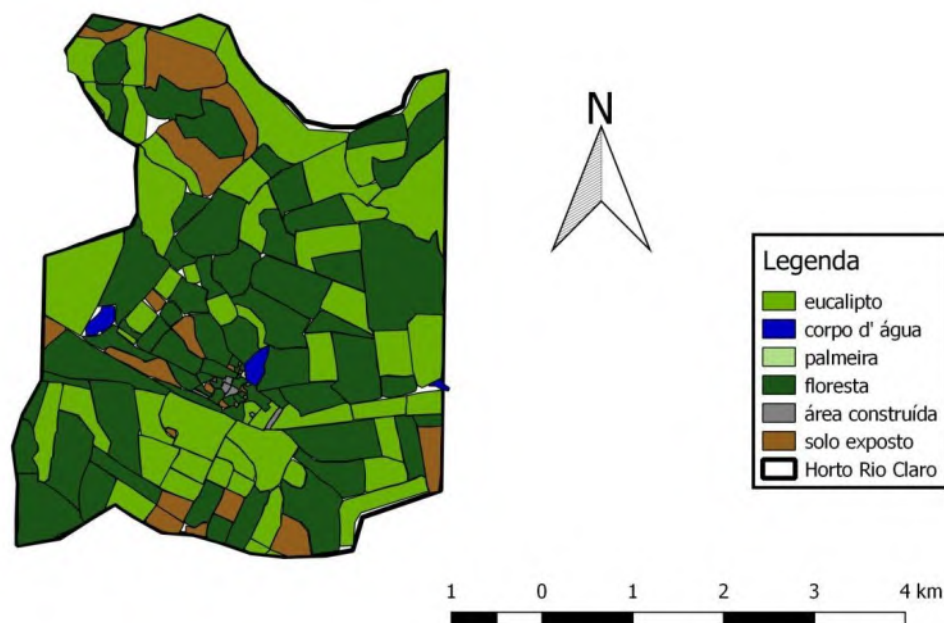 N
Legenda
eucalipto
corpo d' água
palmeira
floresta
área construída
solo exposto
Horto Rio Claro
1 0 1 2 3 4 km